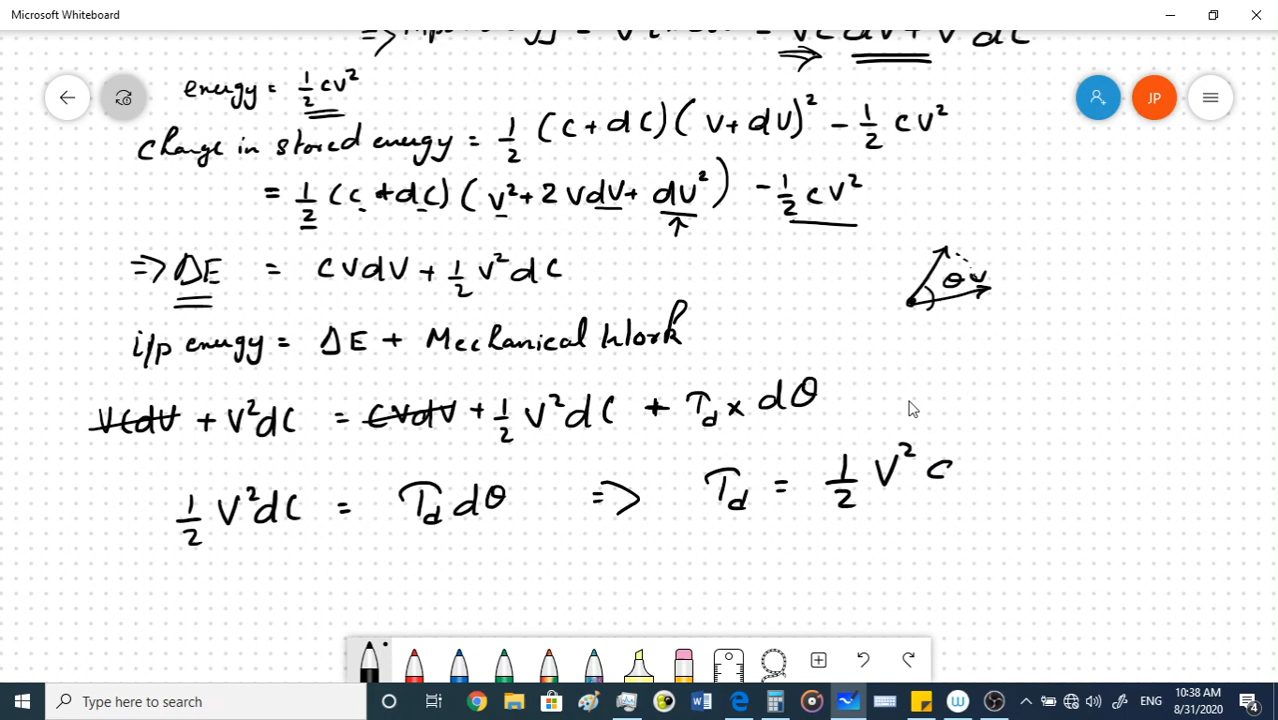 Microsoft Whiteboard
energy = 1/2 cv²
JP
change in stored energy = 1/2 (c+dC)(v+dV)² - 1/2 cv²
= 1/2 (c+dC)(v²+2VdV+dV²) - 1/2 cv²
=> ΔE = CVdV + 1/2 V²dC
θ
i/p energy = ΔE + Mechanical Work
VCdV + V²dC = CVdV + 1/2 V²dC + Td × dθ
1/2 V²dC = Td dθ => Td = 1/2 V² C
Type here to search
ENG
10:38 AM
8/31/2020
4